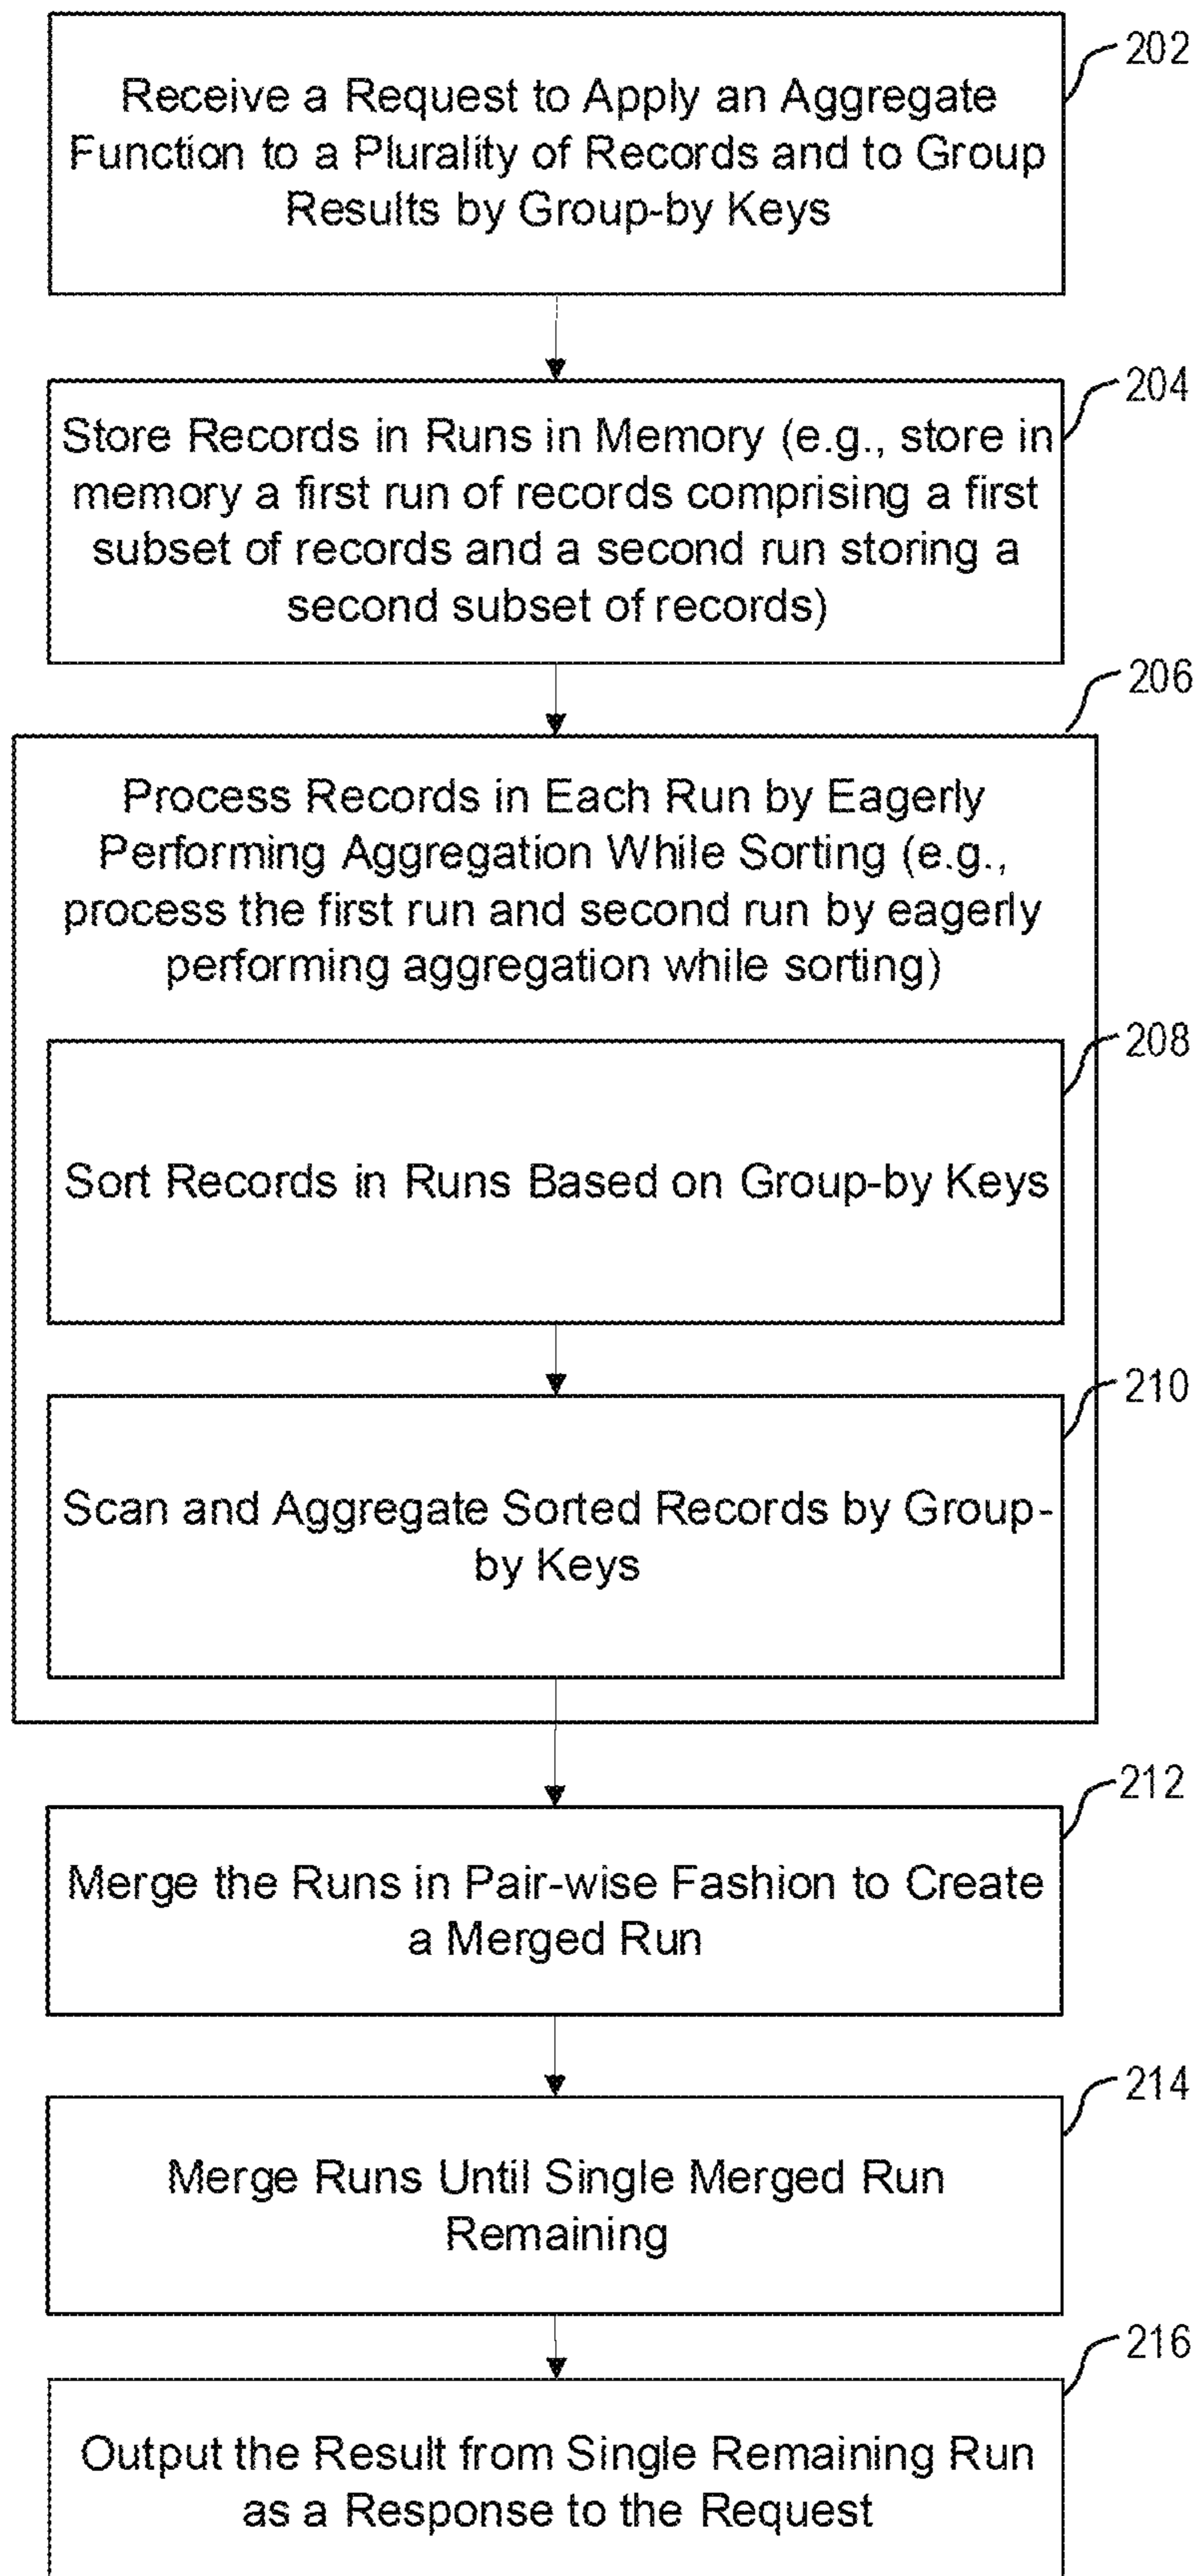 202
Receive a Request to Apply an Aggregate
Function to a Plurality of Records and to Group
Results by Group-by Keys
204
Store Records in Runs in Memory (e.g., store in
memory a first run of records comprising a first
subset of records and a second run storing a
second subset of records)
206
Process Records in Each Run by Eagerly
Performing Aggregation While Sorting (e.g.,
process the first run and second run by eagerly
performing aggregation while sorting)
208
Sort Records in Runs Based on Group-by Keys
210
Scan and Aggregate Sorted Records by Group-
by Keys
212
Merge the Runs in Pair-wise Fashion to Create
a Merged Run
214
Merge Runs Until Single Merged Run
Remaining
216
Output the Result from Single Remaining Run
as a Response to the Request